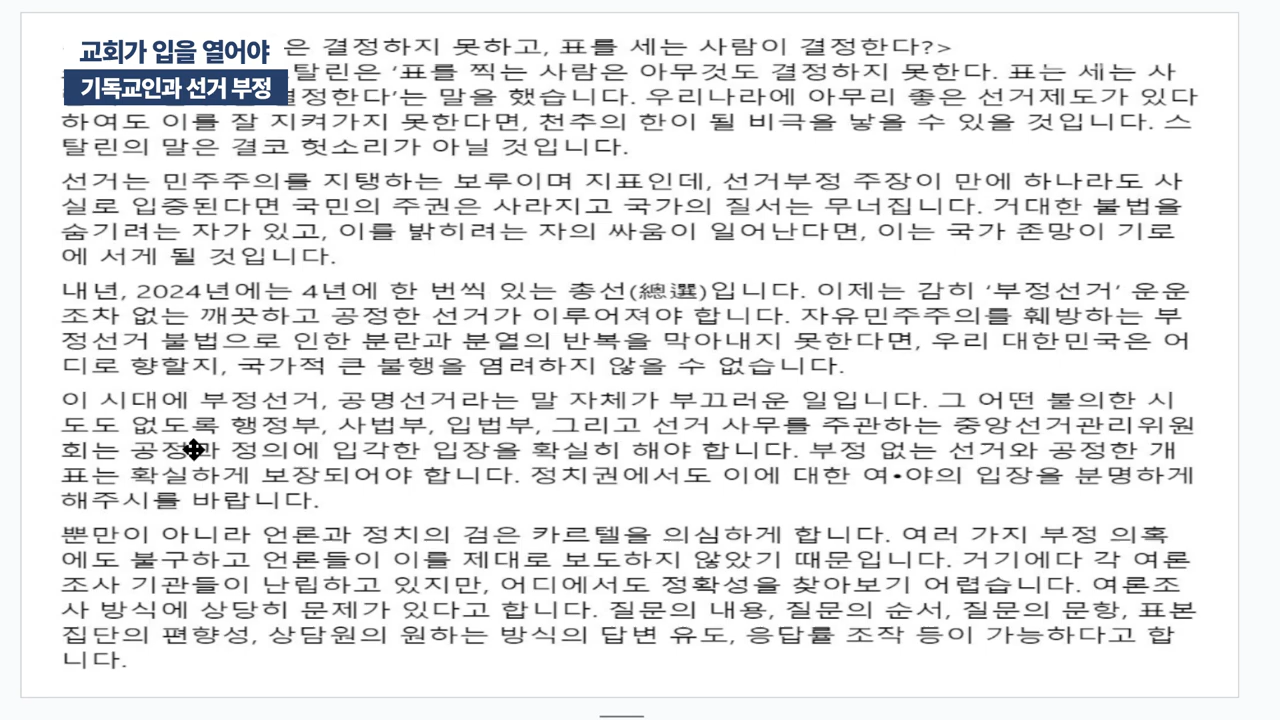 교회가 입을 열어야
기독교인과 선거 부정
은 결정하지 못하고, 표를 세는 사람이 결정한다?>
탈린은 ‘표를 찍는 사람은 아무것도 결정하지 못한다. 표는 세는 사
결정한다’는 말을 했습니다. 우리나라에 아무리 좋은 선거제도가 있다
하여도 이를 잘 지켜가지 못한다면, 천추의 한이 될 비극을 낳을 수 있을 것입니다. 스
탈린의 말은 결코 헛소리가 아닐 것입니다.
선거는 민주주의를 지탱하는 보루이며 지표인데, 선거부정 주장이 만에 하나라도 사
실로 입증된다면 국민의 주권은 사라지고 국가의 질서는 무너집니다. 거대한 불법을
숨기려는 자가 있고, 이를 밝히려는 자의 싸움이 일어난다면, 이는 국가 존망이 기로
에 서게 될 것입니다.
내년, 2024년에는 4년에 한 번씩 있는 총선(總選)입니다. 이제는 감히 ‘부정선거’ 운운
조차 없는 깨끗하고 공정한 선거가 이루어져야 합니다. 자유민주주의를 훼방하는 부
정선거 불법으로 인한 분란과 분열의 반복을 막아내지 못한다면, 우리 대한민국은 어
디로 향할지, 국가적 큰 불행을 염려하지 않을 수 없습니다.
이 시대에 부정선거, 공명선거라는 말 자체가 부끄러운 일입니다. 그 어떤 불의한 시
도도 없도록 행정부, 사법부, 입법부, 그리고 선거 사무를 주관하는 중앙선거관리위원
회는 공정과 정의에 입각한 입장을 확실히 해야 합니다. 부정 없는 선거와 공정한 개
표는 확실하게 보장되어야 합니다. 정치권에서도 이에 대한 여•야의 입장을 분명하게
해주시를 바랍니다.
뿐만이 아니라 언론과 정치의 검은 카르텔을 의심하게 합니다. 여러 가지 부정 의혹
에도 불구하고 언론들이 이를 제대로 보도하지 않았기 때문입니다. 거기에다 각 여론
조사 기관들이 난립하고 있지만, 어디에서도 정확성을 찾아보기 어렵습니다. 여론조
사 방식에 상당히 문제가 있다고 합니다. 질문의 내용, 질문의 순서, 질문의 문항, 표본
집단의 편향성, 상담원의 원하는 방식의 답변 유도, 응답률 조작 등이 가능하다고 합
니다.